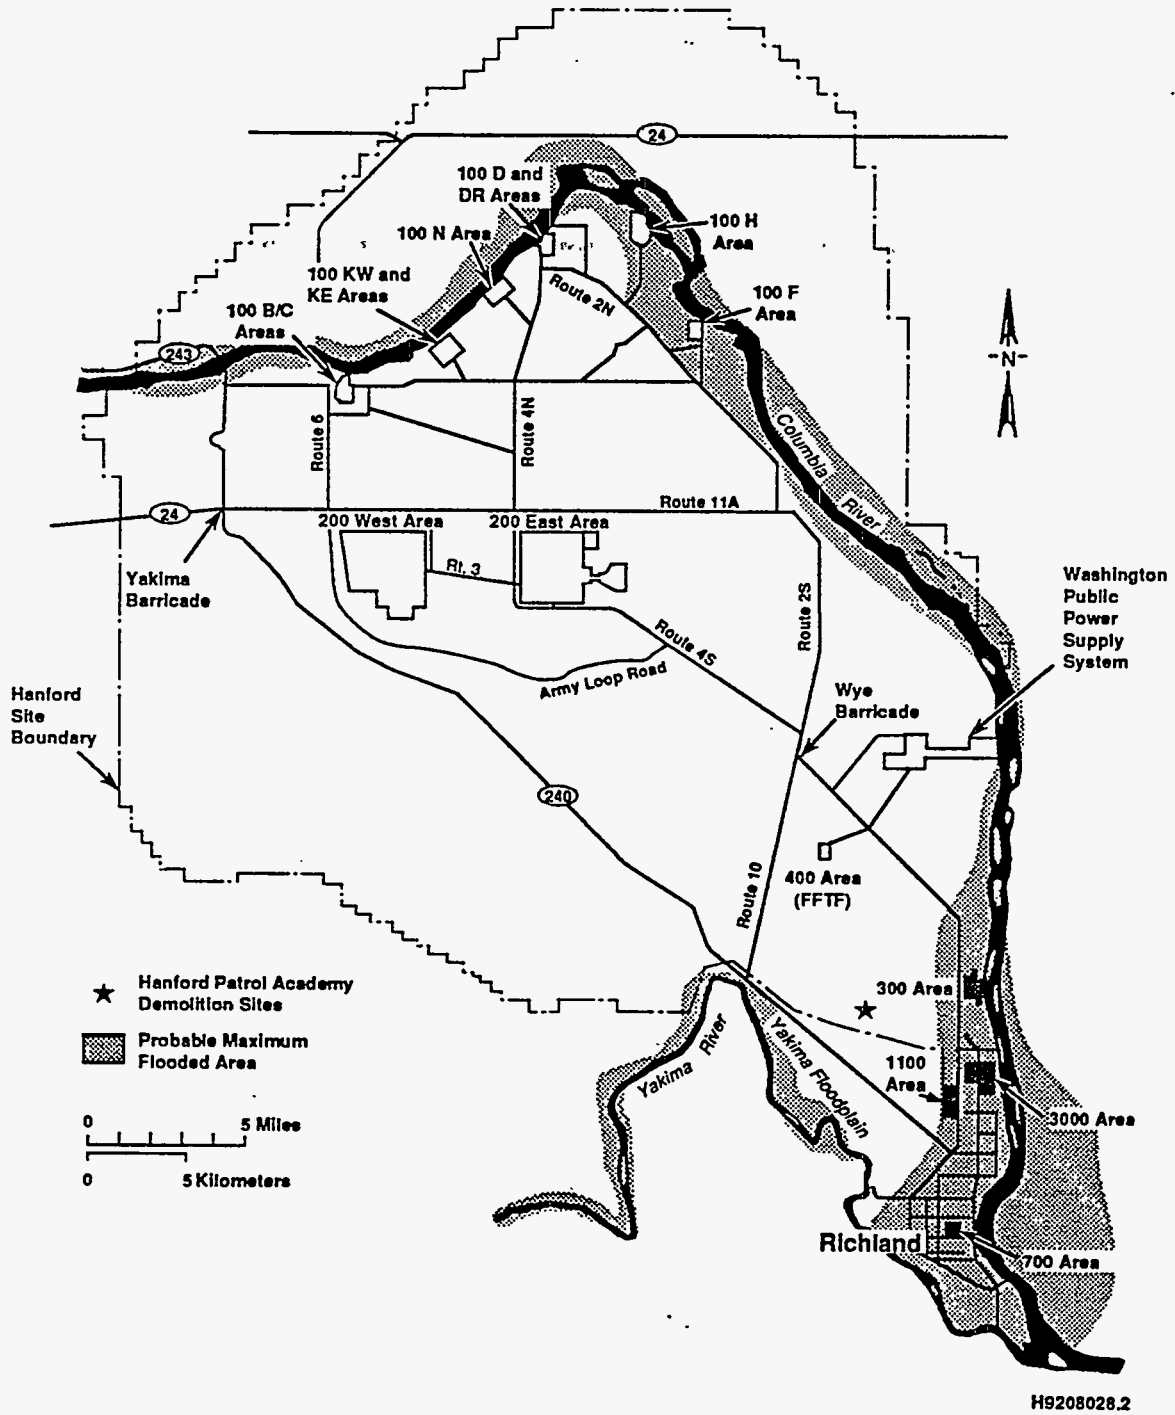 24
100 D and
DR Areas
100 N Area
100 H
Area
100 KW and
KE Areas
Route 2N
100 F
Area
100 B/C
Areas
243
N
Route 6
Route 4N
Columbia
River
24
Route 11A
200 West Area
200 East Area
Rt. 3
Yakima
Barricade
Washington
Public
Power
Supply
System
Route 2S
Route 4S
Army Loop Road
Hanford
Site
Boundary
Wye
Barricade
240
Route 10
400 Area
(FFTF)
Hanford Patrol Academy
Demolition Sites
Probable Maximum
Flooded Area
300 Area
Yakima
River
Yakima Floodplain
1100
Area
3000 Area
0
5 Miles
0
5 Kilometers
Richland
700 Area
H9208028.2